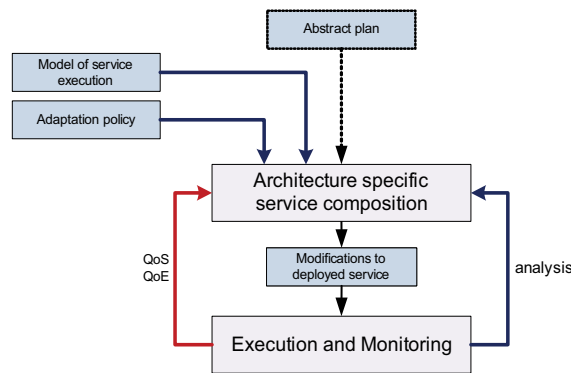 Abstract plan
Model of service
execution
Adaptation policy
Architecture specific
service composition
QoS
QoE
Modifications to
deployed service
analysis
Execution and Monitoring